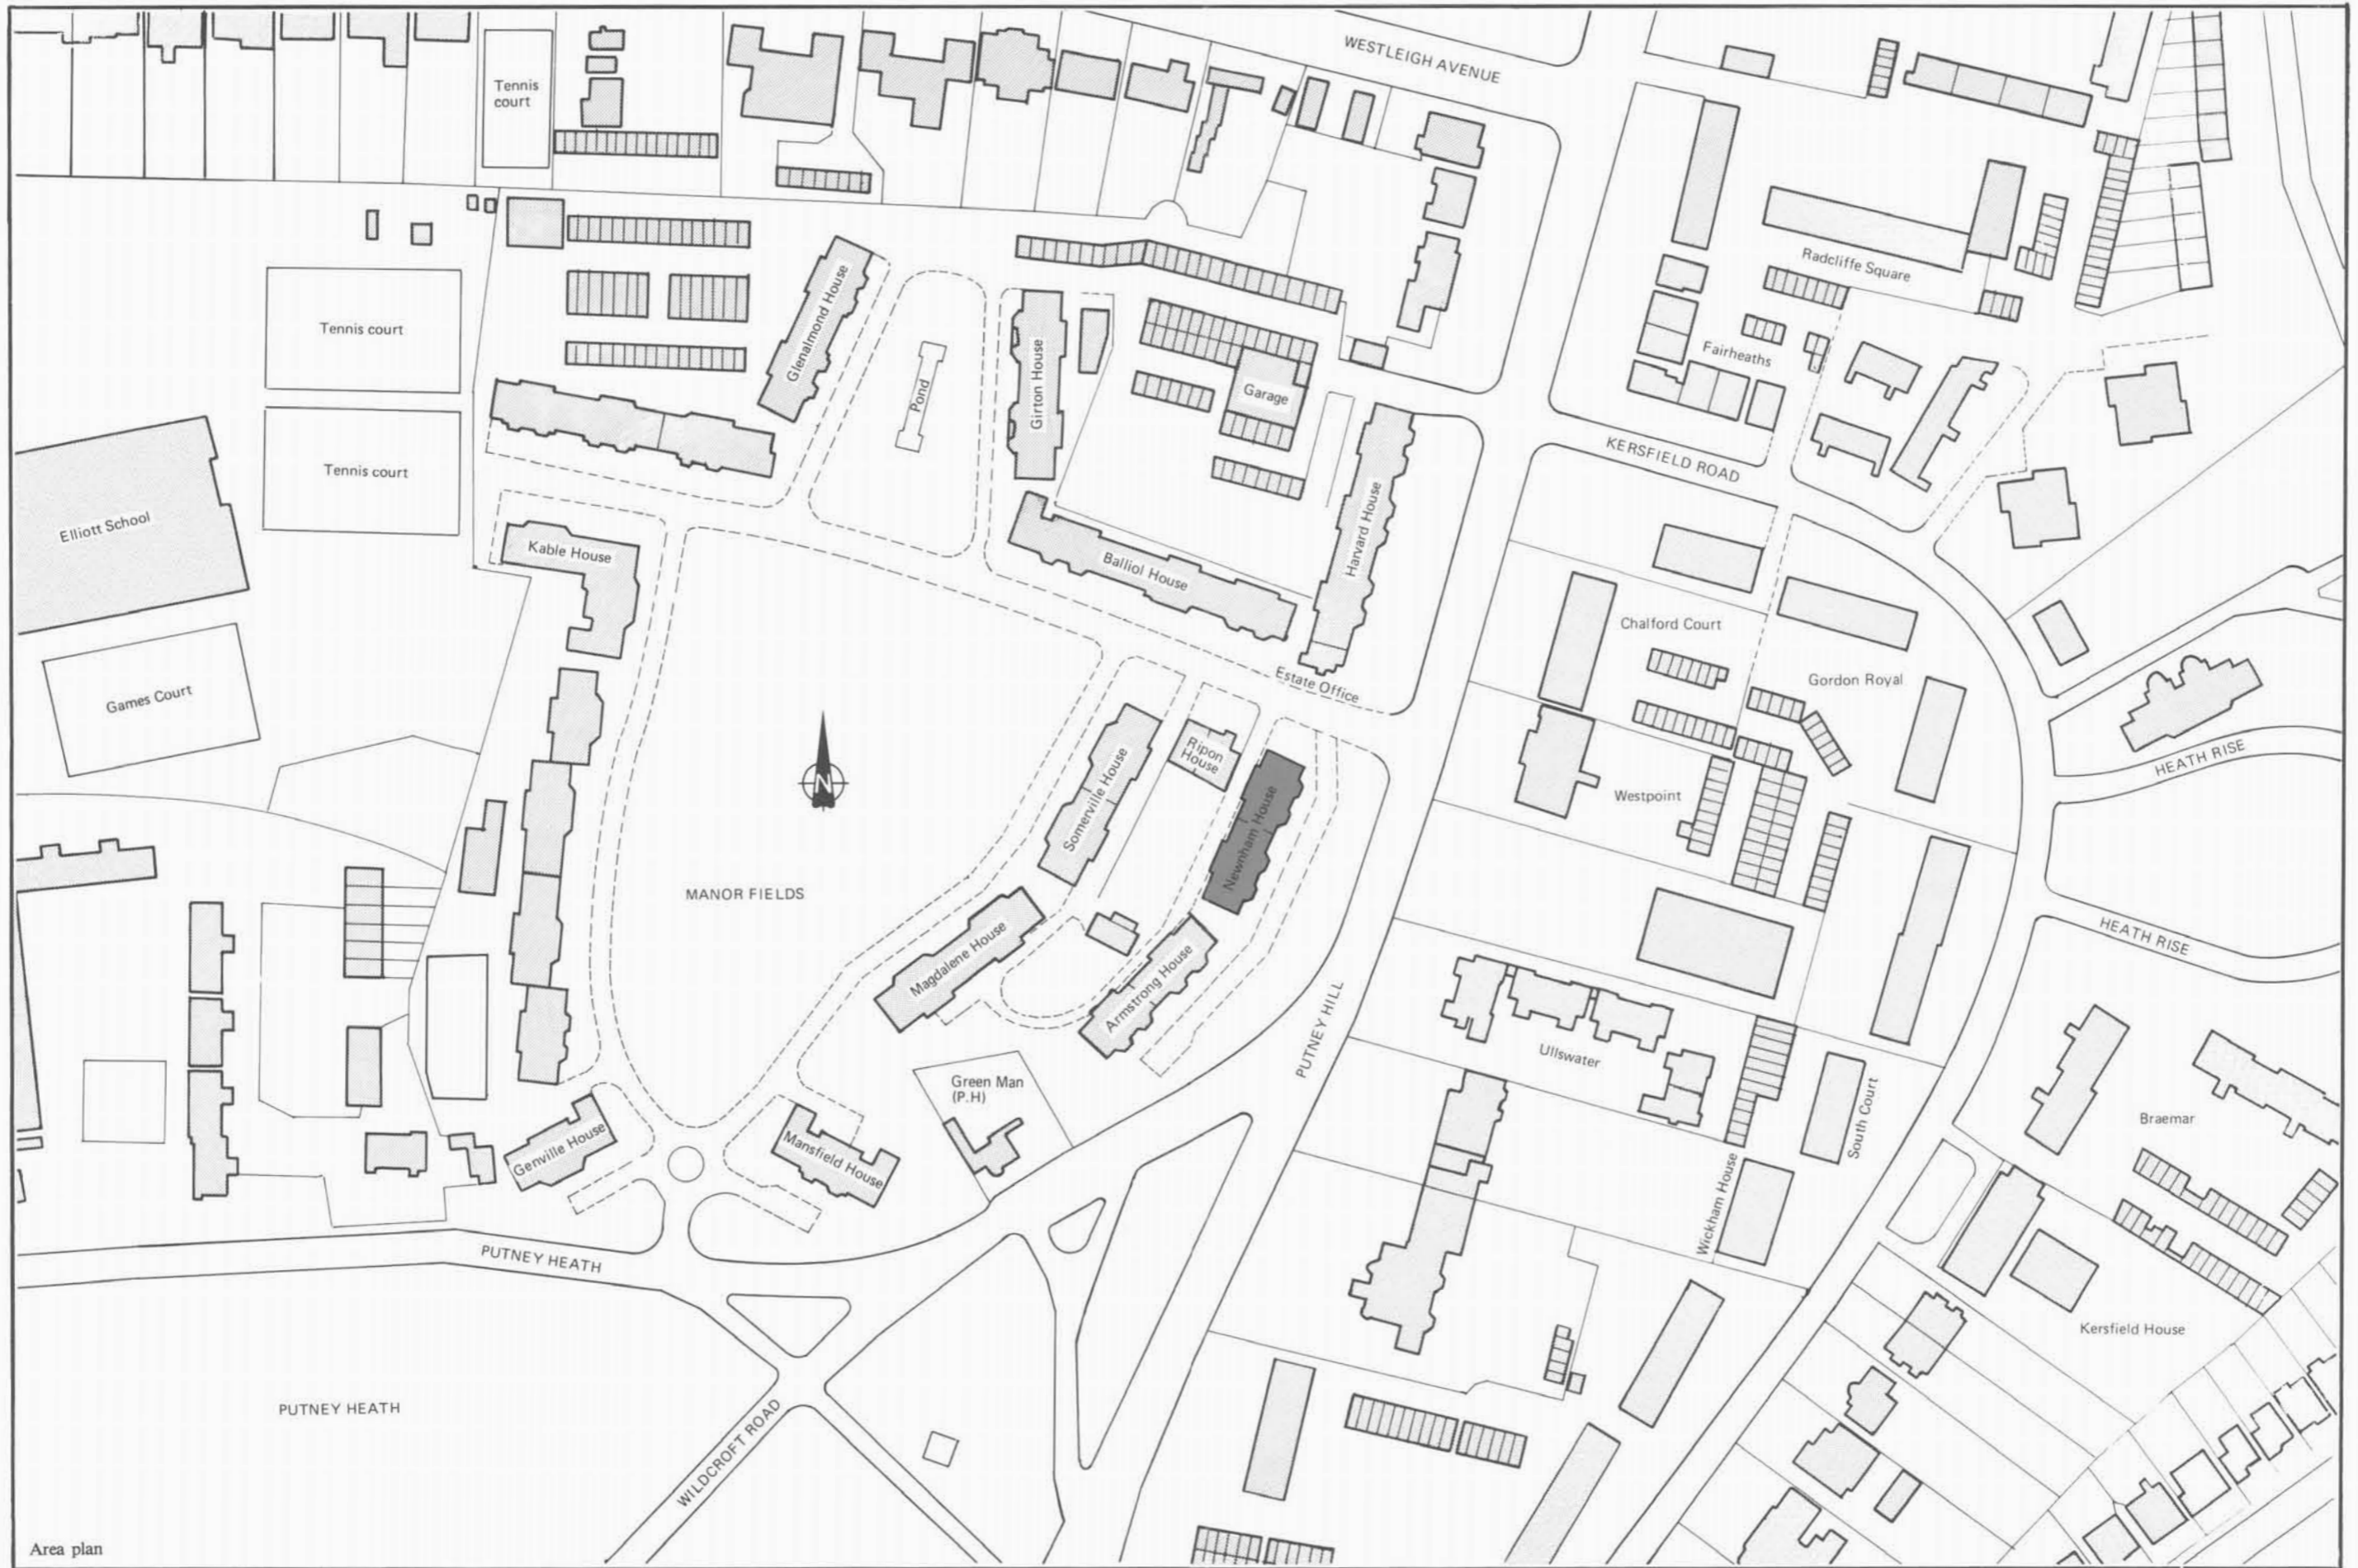 WESTLEIGH AVENUE
Tennis
court
Glenalmond House
Radcliffe Square
Tennis court
Pond
Girton House
Garage
Fairheaths
KERSFIELD ROAD
Tennis court
Elliott School
Kable House
Balliol House
Harvard House
Chalford Court
Gordon Royal
Games Court
Estate Office
Ripon
House
Somerville House
Newnham House
N
HEATH RISE
Westpoint
MANOR FIELDS
HEATH RISE
Magdalene House
Armstrong House
PUTNEY HILL
Ullswater
Green Man
(P.H)
South Court
Braemar
Genville House
Mansfield House
Wickham House
PUTNEY HEATH
Kersfield House
PUTNEY HEATH
WILDCROFT ROAD
Area plan